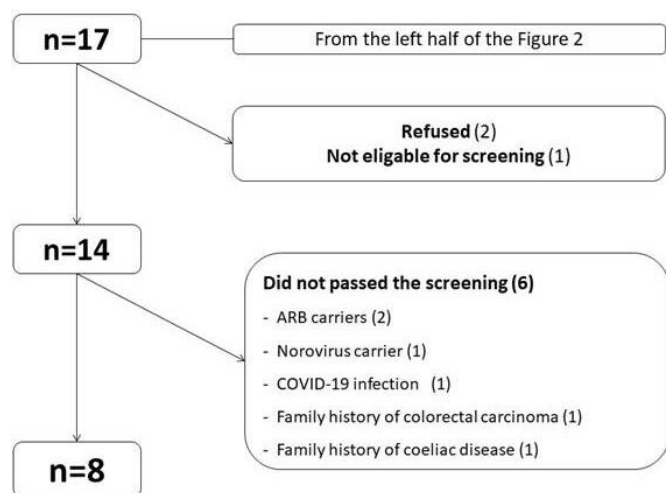 n=17
From the left half of the Figure 2
Refused (2)
Not eligable for screening (1)
n=14
Did not passed the screening (6)
- ARB carriers (2)
- Norovirus carrier (1)
- COVID-19 infection (1)
- Family history of colorectal carcinoma (1)
- Family history of coeliac disease (1)
n=8